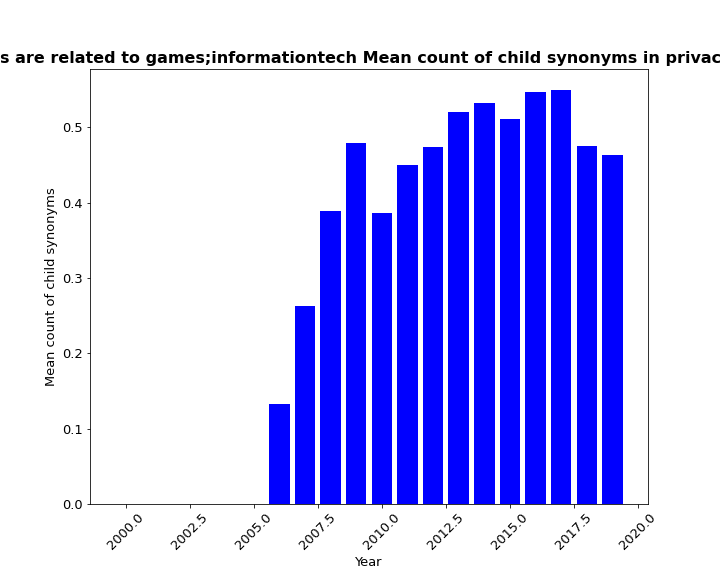 s are related to games;informationtech Mean count of child synonyms in privac
Mean count of child synonyms
0.5
0.4
0.3
0.2
0.1
0.0
2000.0 2002.5 2005.0 2007.5 2010.0 2012.5 2015.0 2017.5 2020.0
Year